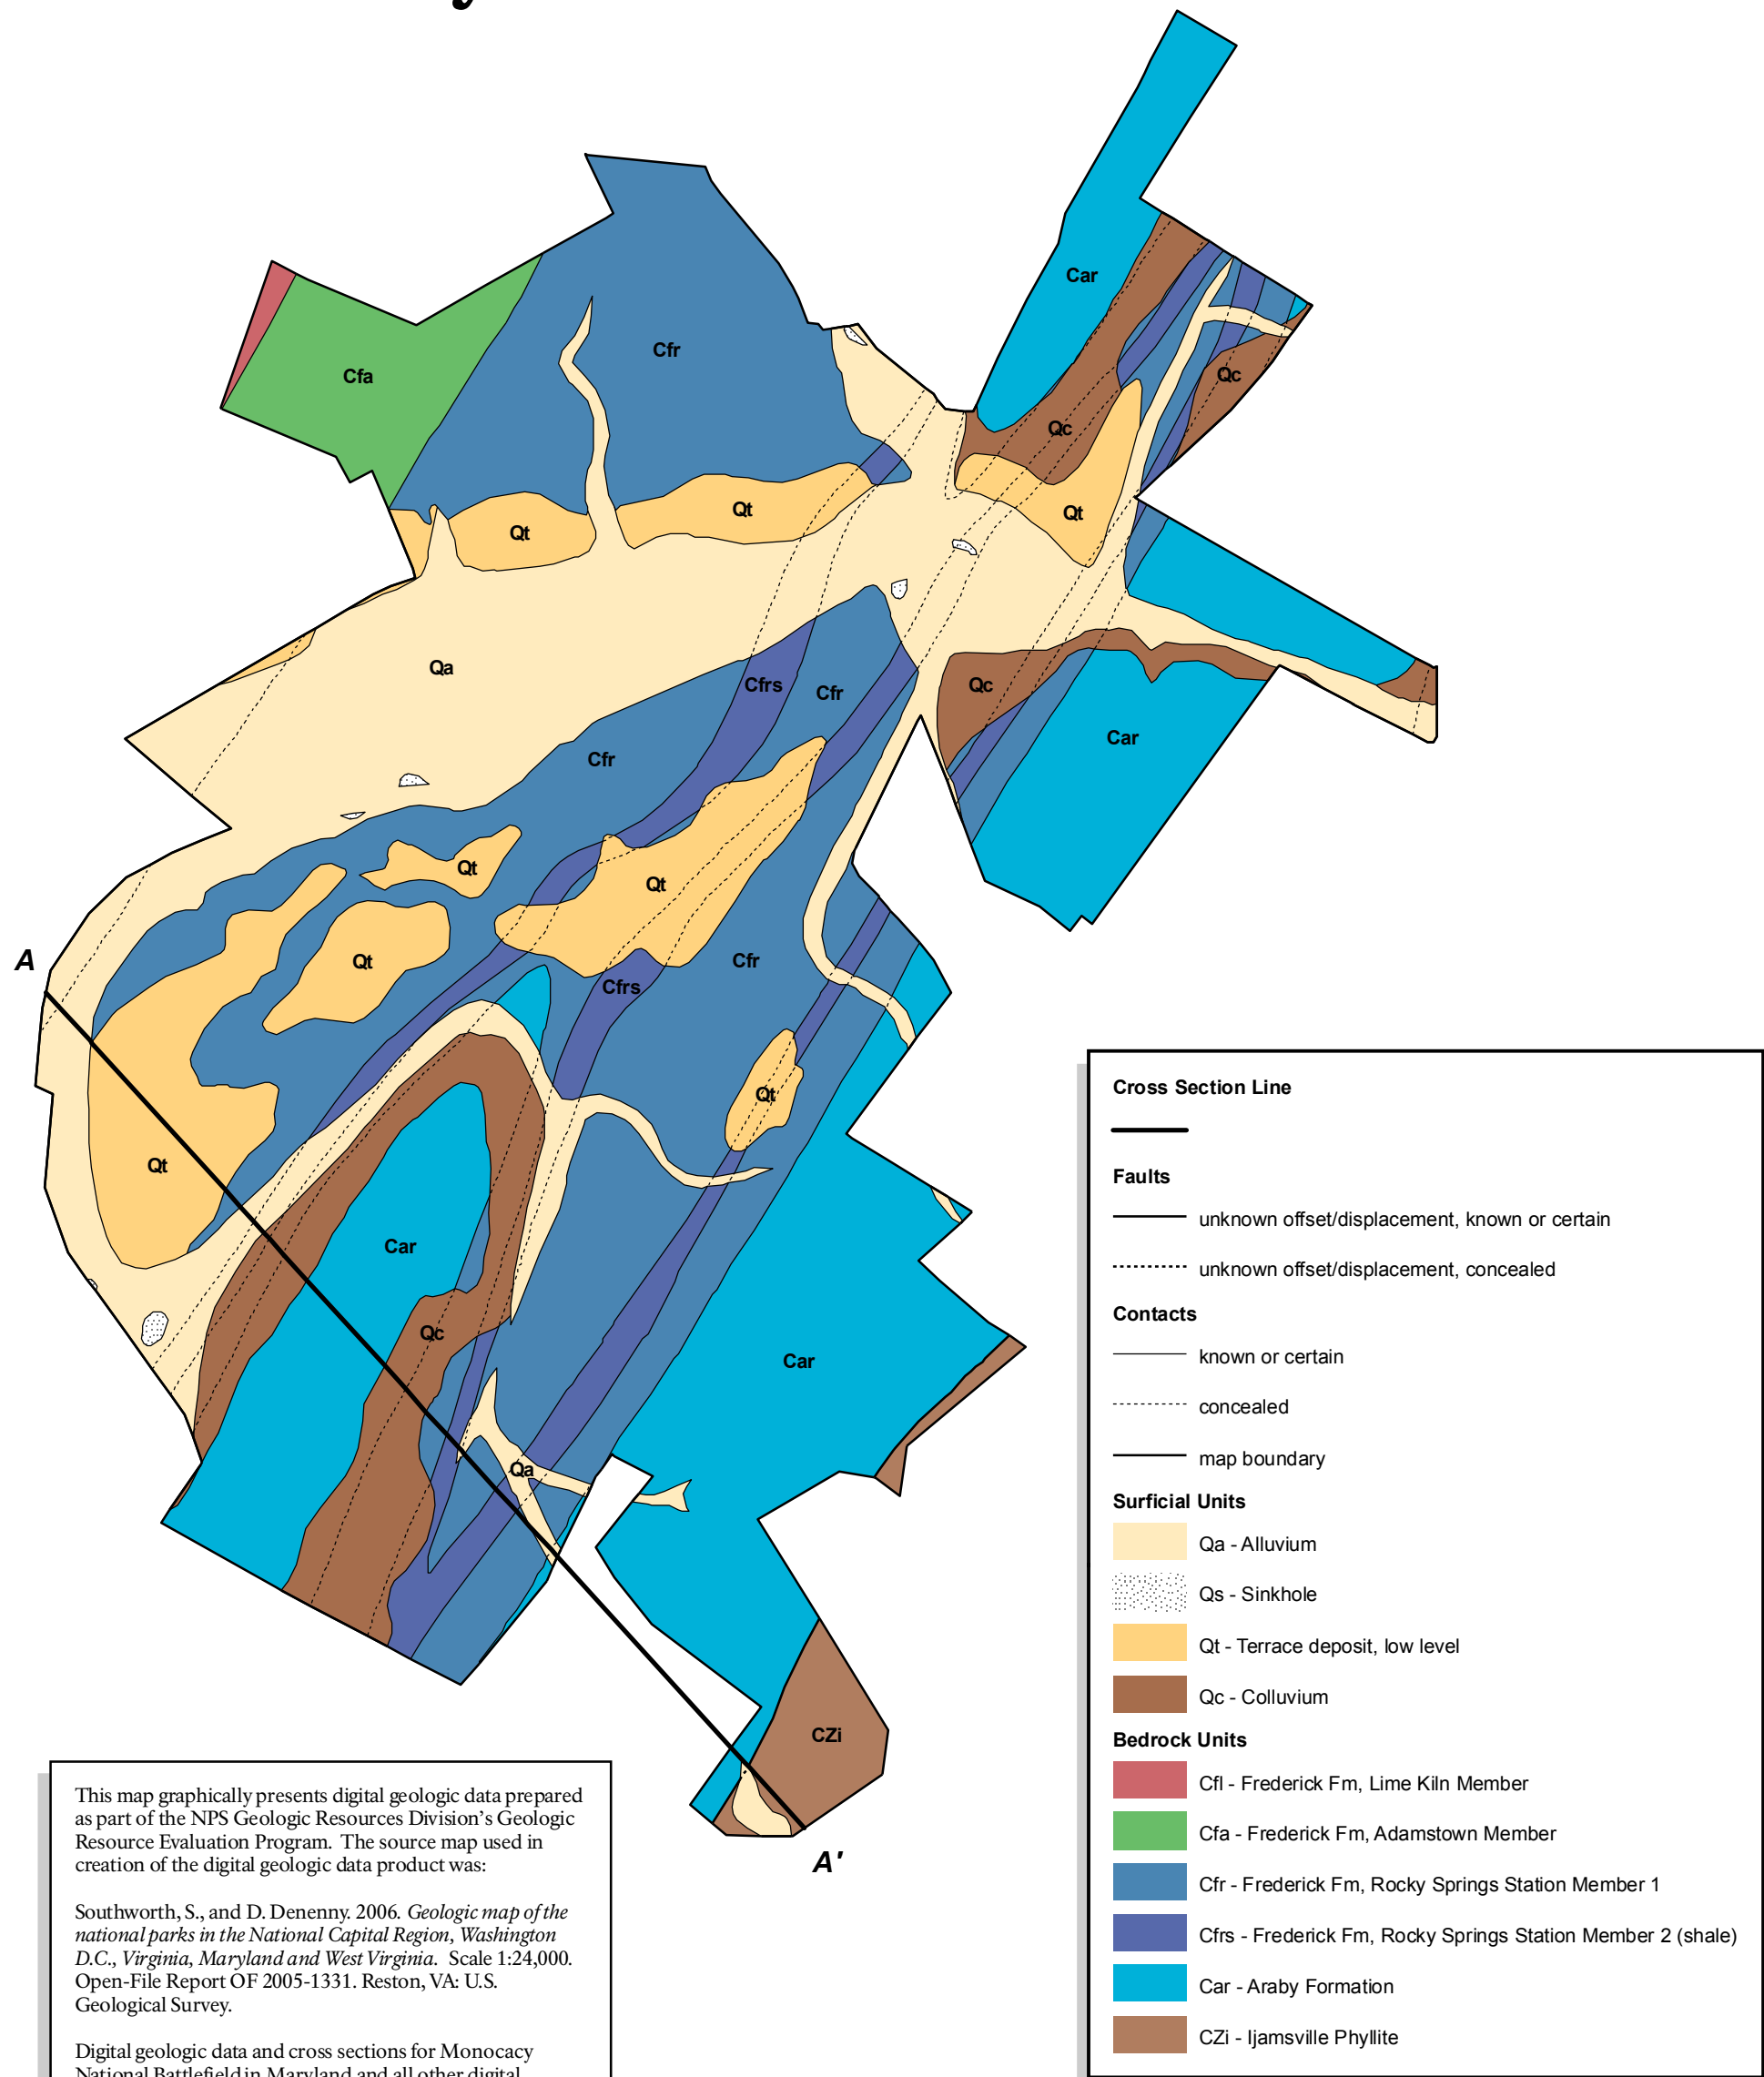 Car
Cfr
Cfa
Qc
Qc
Qt
Qt
Qt
Qa
Cfrs
Cfr
Qc
Car
Cfr
Qt
Qt
A
Qt
Cfr
Cfrs
Qt
Qt
Car
Qc
Car
Qa
CZi
A'
Cross Section Line
Faults
unknown offset/displacement, known or certain
unknown offset/displacement, concealed
Contacts
known or certain
concealed
map boundary
Surficial Units
Qa - Alluvium
Qs - Sinkhole
Qt - Terrace deposit, low level
Qc - Colluvium
Bedrock Units
Cfl - Frederick Fm, Lime Kiln Member
Cfa - Frederick Fm, Adamstown Member
Cfr - Frederick Fm, Rocky Springs Station Member 1
Cfrs - Frederick Fm, Rocky Springs Station Member 2 (shale)
Car - Araby Formation
CZi - Ijamsville Phyllite
This map graphically presents digital geologic data prepared
as part of the NPS Geologic Resources Division's Geologic
Resource Evaluation Program. The source map used in
creation of the digital geologic data product was:
Southworth, S., and D. Denenny. 2006. Geologic map of the
national parks in the National Capital Region, Washington
D.C., Virginia, Maryland and West Virginia. Scale 1:24,000.
Open-File Report OF 2005-1331. Reston, VA: U.S.
Geological Survey.
Digital geologic data and cross sections for Monocacy
National Battlefield in Maryland and all other digital